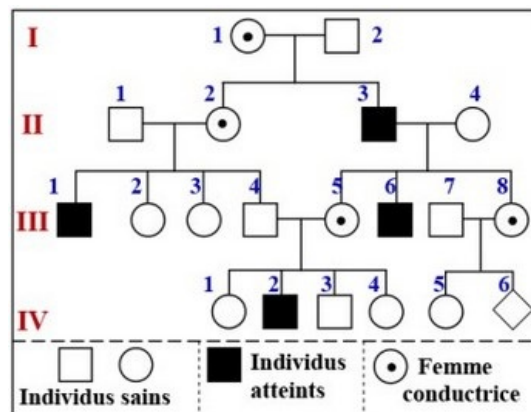 I 1 2
1 2 3 4
II
1 2 3 4 5 6 7 8
III
1 2 3 4 5 6
IV
Individus sains
Individus
atteints
Femme
conductrice